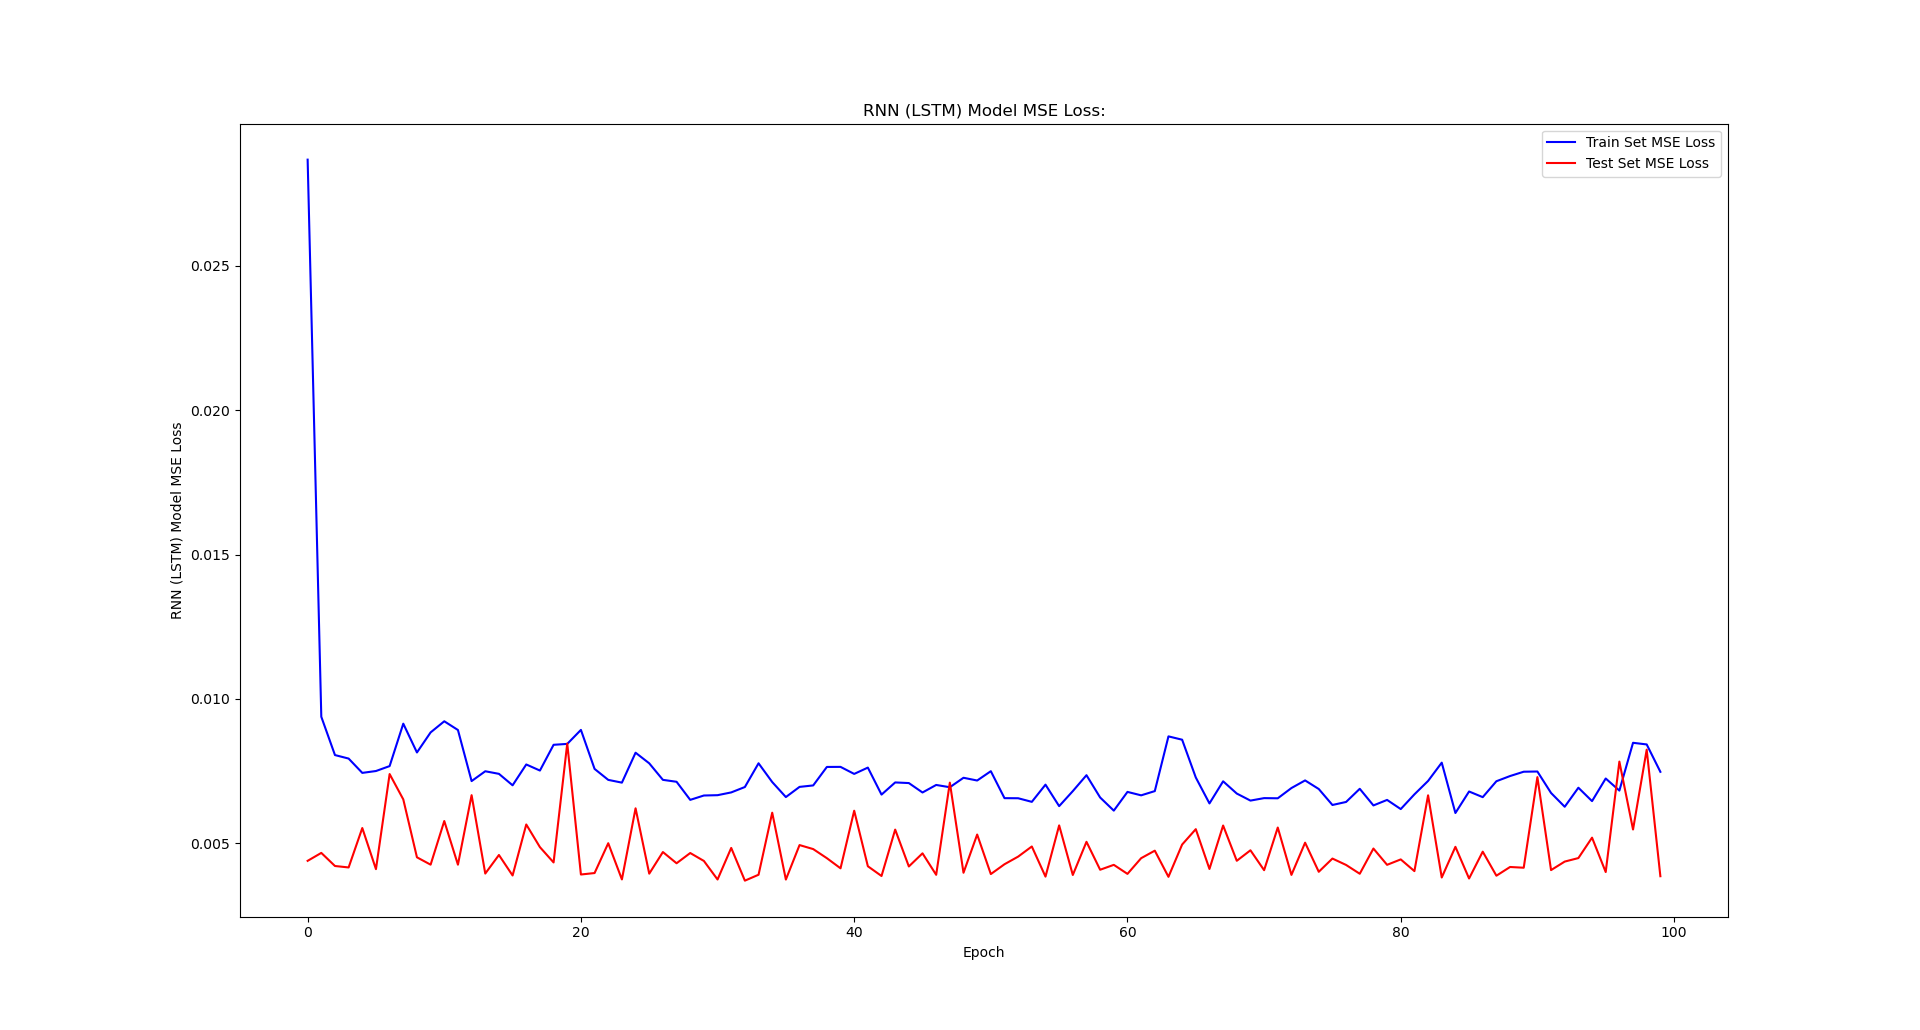 RNN (LSTM) Model MSE Loss:
Train Set MSE Loss
Test Set MSE Loss
RNN (LSTM) Model MSE Loss
0.025
0.020
0.015
0.010
0.005
0 20 40 60 80 100
Epoch